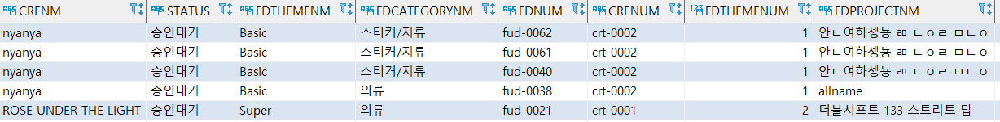 CRENM STATUS FDTHEMENM FDCATEGORYNM FDNUM CRENUM FDTHEMENUM FDPROJECTNM
nyanya 승인대기 Basic 스티커/지류 fud-0062 crt-0002 1 안ㄴ여하셍뇽 ㄻ ㄴㅇㄹ ㅁㄴㅇ
nyanya 승인대기 Basic 스티커/지류 fud-0061 crt-0002 1 안ㄴ여하셍뇽 ㄻ ㄴㅇㄹ ㅁㄴㅇ
nyanya 승인대기 Basic 스티커/지류 fud-0040 crt-0002 1 안ㄴ여하셍뇽 ㄻ ㄴㅇㄹ ㅁㄴㅇ
nyanya 승인대기 Basic 의류 fud-0038 crt-0002 1 allname
ROSE UNDER THE LIGHT 승인대기 Super 의류 fud-0021 crt-0001 2 더블시프트 133 스트리트 탑